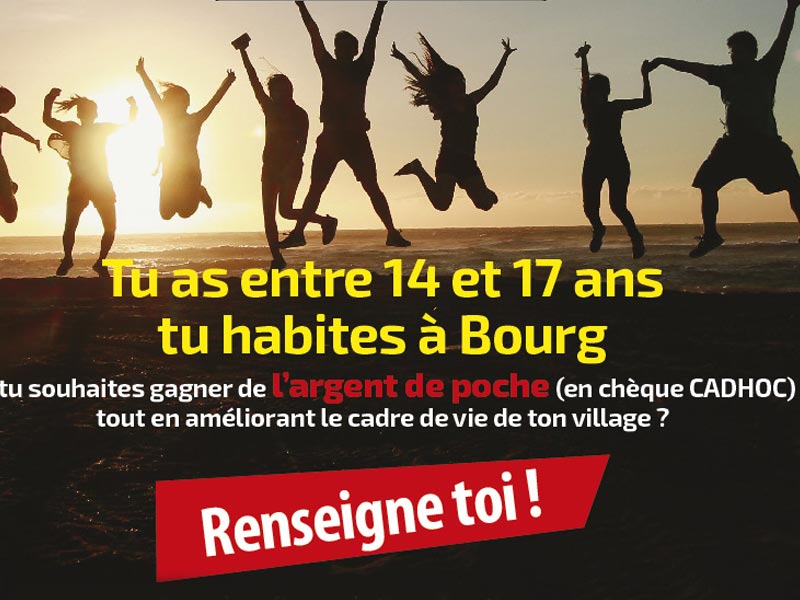 Tu as entre 14 et 17 ans
tu habites à Bourg
tu souhaites gagner de l'argent de poche (en chèque CADHOC)
tout en améliorant le cadre de vie de ton village ?
Renseigne toi !